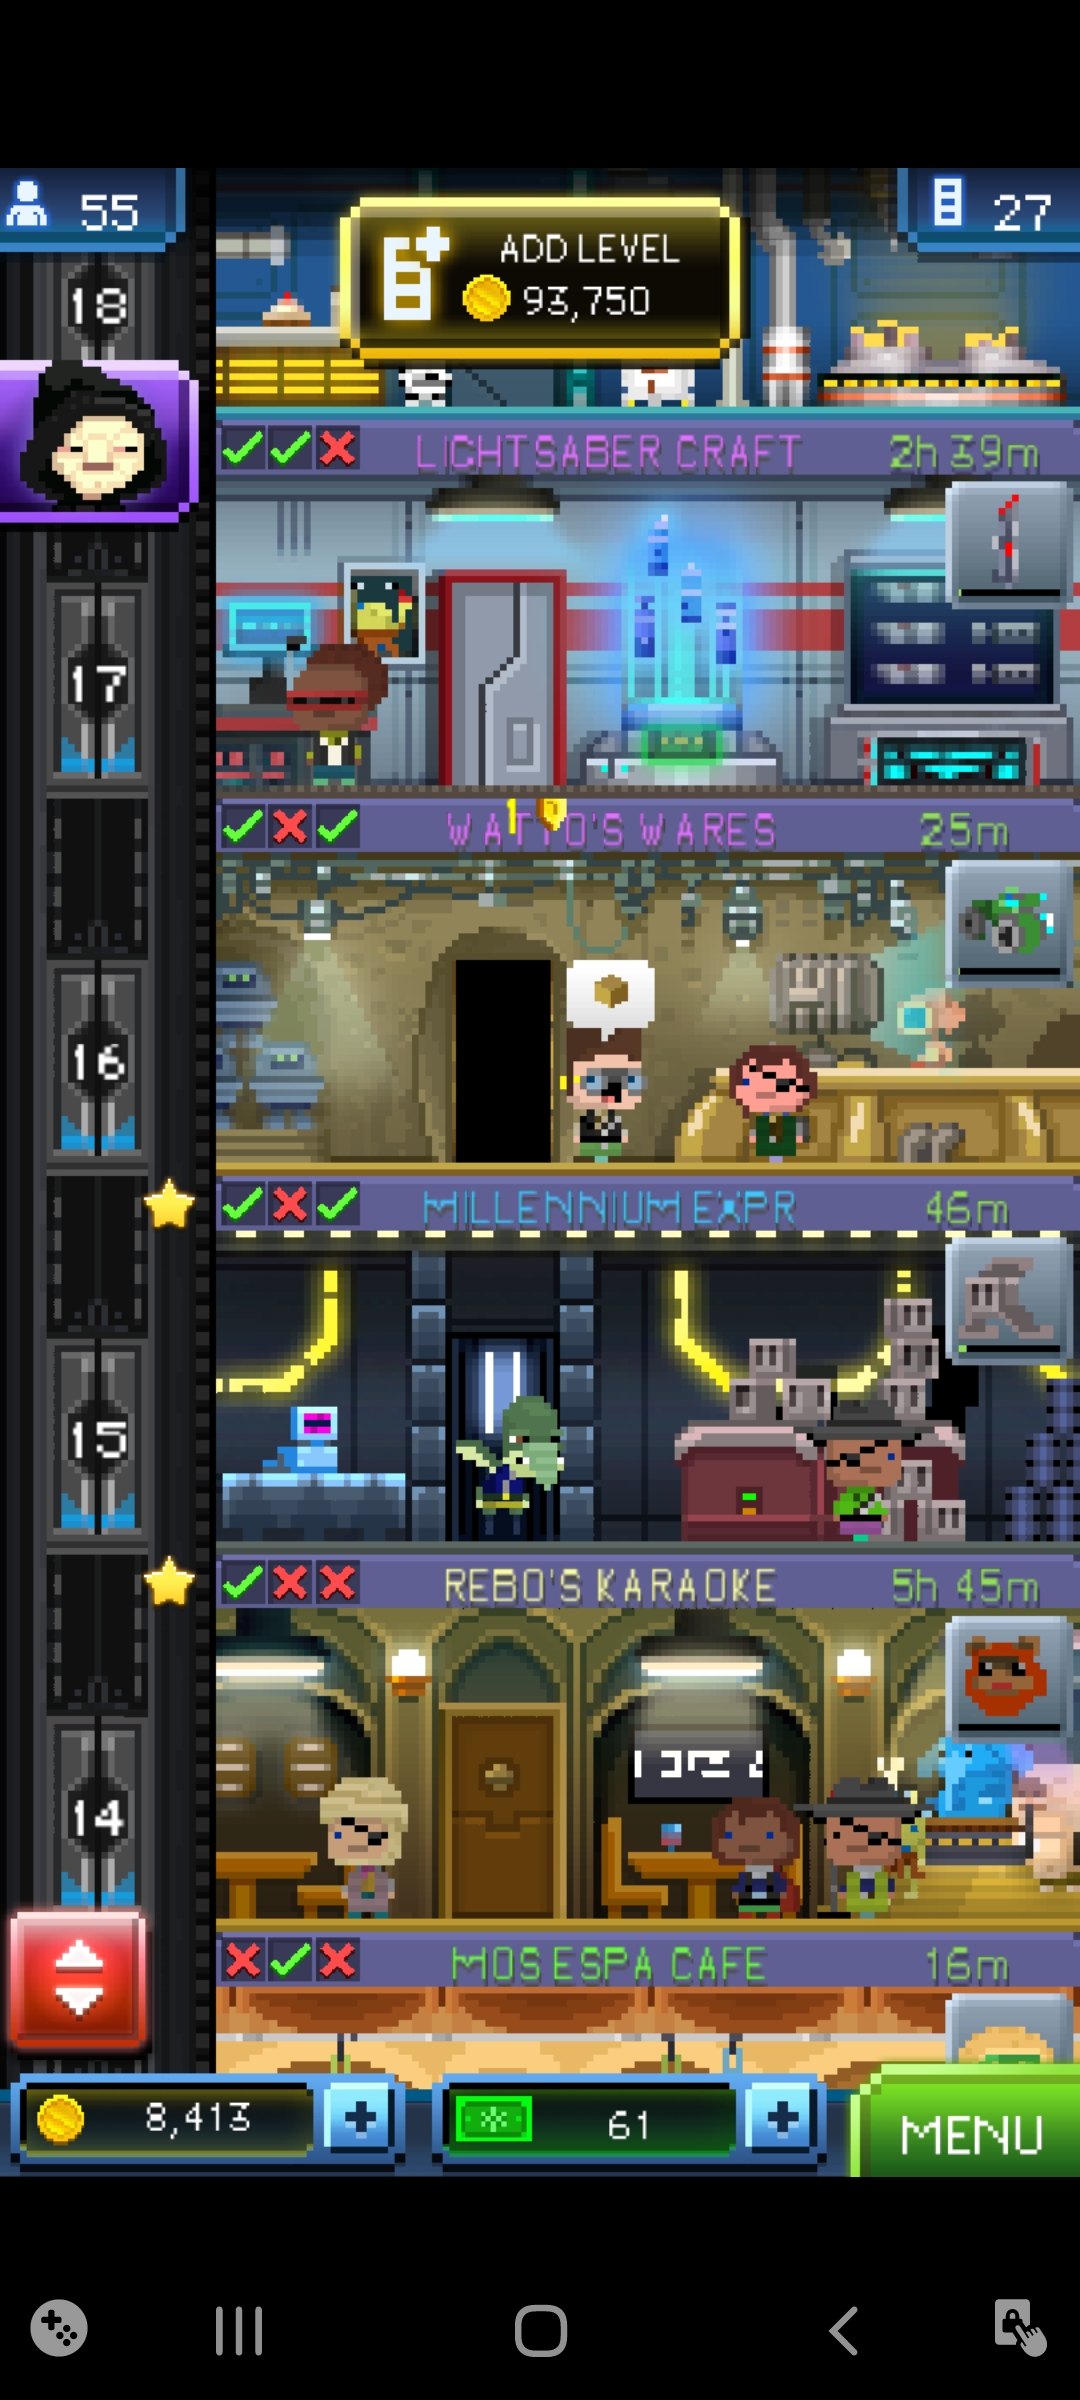 55
ADD LEVEL
93,750
27
18
LIGHTSABER CRAFT
2h 39m
17
WATTO'S WARES
25m
16
MILLENNIUM EXPR
46m
15
REBO'S KARAOKE
5h 45m
14
MOS ESPA CAFE
16m
8,413
61
MENU